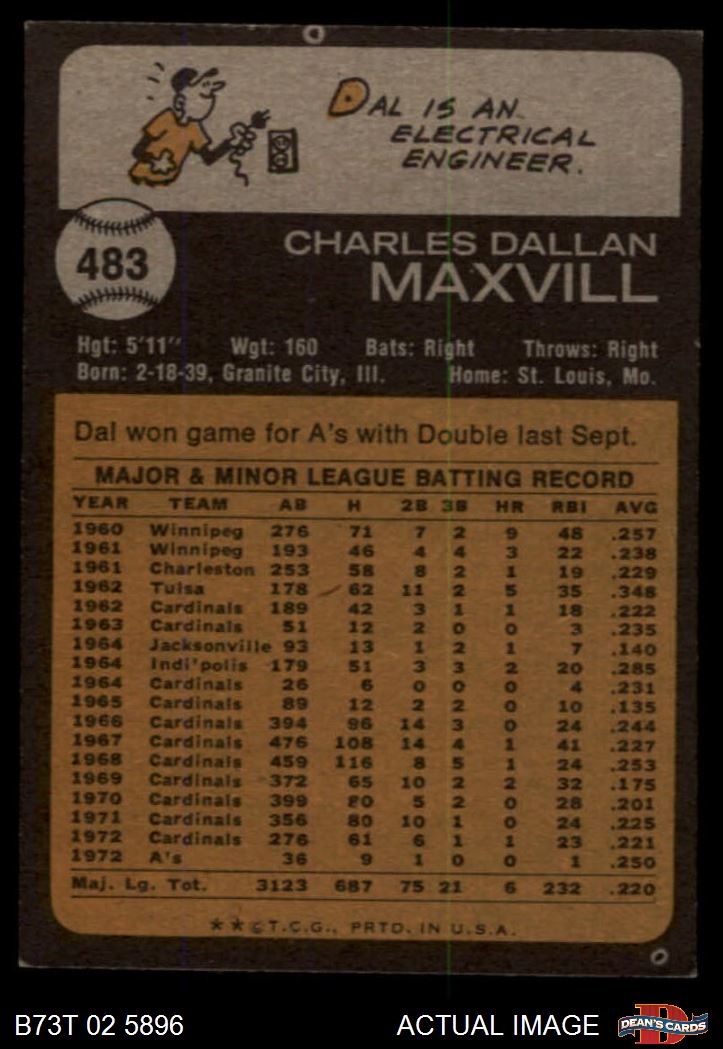 DAL IS AN
ELECTRICAL
ENGINEER.
483
CHARLES DALLAN
MAXVILL
Hgt: 5'11" Wgt: 160 Bats: Right Throws: Right
Born: 2-18-39, Granite City, Ill. Home: St. Louis, Mo.
Dal won game for A's with Double last Sept.
MAJOR & MINOR LEAGUE BATTING RECORD
YEAR TEAM AB H 2B 3B HR RBI AVG
1960 Winnipeg 276 71 7 2 9 48 .257
1961 Winnipeg 193 46 4 4 3 22 .238
1961 Charleston 253 58 8 2 1 19 .229
1962 Tulsa 178 62 11 2 5 35 .348
1962 Cardinals 189 42 3 1 1 18 .222
1963 Cardinals 51 12 2 0 0 3 .235
1964 Jacksonville 93 13 1 2 1 7 .140
1964 Indi'polis 179 51 3 3 2 20 .285
1964 Cardinals 26 6 0 0 0 4 .231
1965 Cardinals 89 12 2 2 0 10 .135
1966 Cardinals 394 96 14 3 0 24 .244
1967 Cardinals 476 108 14 4 1 41 .227
1968 Cardinals 459 116 8 5 1 24 .253
1969 Cardinals 372 65 10 2 2 32 .175
1970 Cardinals 399 80 5 2 0 28 .201
1971 Cardinals 356 80 10 1 0 24 .225
1972 Cardinals 276 61 6 1 1 23 .221
1972 A's 36 9 1 0 0 1 .250
Maj. Lg. Tot. 3123 687 75 21 6 232 .220
★★©T.C.G., PRTD. IN U.S.A.
B73T 02 5896 ACTUAL IMAGE
D
DEAN'S CARDS